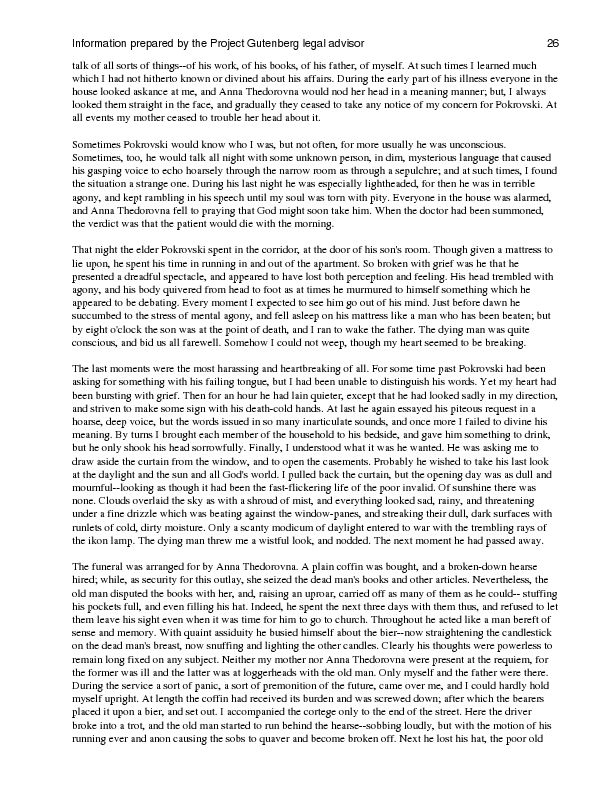 Information prepared by the Project Gutenberg legal advisor 26
talk of all sorts of things--of his work, of his books, of his father, of myself. At such times I learned much
which I had not hitherto known or divined about his affairs. During the early part of his illness everyone in the
house looked askance at me, and Anna Thedorovna would nod her head in a meaning manner; but, I always
looked them straight in the face, and gradually they ceased to take any notice of my concern for Pokrovski. At
all events my mother ceased to trouble her head about it.

Sometimes Pokrovski would know who I was, but not often, for more usually he was unconscious.
Sometimes, too, he would talk all night with some unknown person, in dim, mysterious language that caused
his gasping voice to echo hoarsely through the narrow room as through a sepulchre; and at such times, I found
the situation a strange one. During his last night he was especially lightheaded, for then he was in terrible
agony, and kept rambling in his speech until my soul was torn with pity. Everyone in the house was alarmed,
and Anna Thedorovna fell to praying that God might soon take him. When the doctor had been summoned,
the verdict was that the patient would die with the morning.

That night the elder Pokrovski spent in the corridor, at the door of his son's room. Though given a mattress to
lie upon, he spent his time in running in and out of the apartment. So broken with grief was he that he
presented a dreadful spectacle, and appeared to have lost both perception and feeling. His head trembled with
agony, and his body quivered from head to foot as at times he murmured to himself something which he
appeared to be debating. Every moment I expected to see him go out of his mind. Just before dawn he
succumbed to the stress of mental agony, and fell asleep on his mattress like a man who has been beaten; but
by eight o'clock the son was at the point of death, and I ran to wake the father. The dying man was quite
conscious, and bid us all farewell. Somehow I could not weep, though my heart seemed to be breaking.

The last moments were the most harassing and heartbreaking of all. For some time past Pokrovski had been
asking for something with his failing tongue, but I had been unable to distinguish his words. Yet my heart had
been bursting with grief. Then for an hour he had lain quieter, except that he had looked sadly in my direction,
and striven to make some sign with his death-cold hands. At last he again essayed his piteous request in a
hoarse, deep voice, but the words issued in so many inarticulate sounds, and once more I failed to divine his
meaning. By turns I brought each member of the household to his bedside, and gave him something to drink,
but he only shook his head sorrowfully. Finally, I understood what it was he wanted. He was asking me to
draw aside the curtain from the window, and to open the casements. Probably he wished to take his last look
at the daylight and the sun and all God's world. I pulled back the curtain, but the opening day was as dull and
mournful--looking as though it had been the fast-flickering life of the poor invalid. Of sunshine there was
none. Clouds overlaid the sky as with a shroud of mist, and everything looked sad, rainy, and threatening
under a fine drizzle which was beating against the window-panes, and streaking their dull, dark surfaces with
runlets of cold, dirty moisture. Only a scanty modicum of daylight entered to war with the trembling rays of
the ikon lamp. The dying man threw me a wistful look, and nodded. The next moment he had passed away.

The funeral was arranged for by Anna Thedorovna. A plain coffin was bought, and a broken-down hearse
hired; while, as security for this outlay, she seized the dead man's books and other articles. Nevertheless, the
old man disputed the books with her, and, raising an uproar, carried off as many of them as he could-- stuffing
his pockets full, and even filling his hat. Indeed, he spent the next three days with them thus, and refused to let
them leave his sight even when it was time for him to go to church. Throughout he acted like a man bereft of
sense and memory. With quaint assiduity he busied himself about the bier--now straightening the candlestick
on the dead man's breast, now snuffing and lighting the other candles. Clearly his thoughts were powerless to
remain long fixed on any subject. Neither my mother nor Anna Thedorovna were present at the requiem, for
the former was ill and the latter was at loggerheads with the old man. Only myself and the father were there.
During the service a sort of panic, a sort of premonition of the future, came over me, and I could hardly hold
myself upright. At length the coffin had received its burden and was screwed down; after which the bearers
placed it upon a bier, and set out. I accompanied the cortege only to the end of the street. Here the driver
broke into a trot, and the old man started to run behind the hearse--sobbing loudly, but with the motion of his
running ever and anon causing the sobs to quaver and become broken off. Next he lost his hat, the poor old